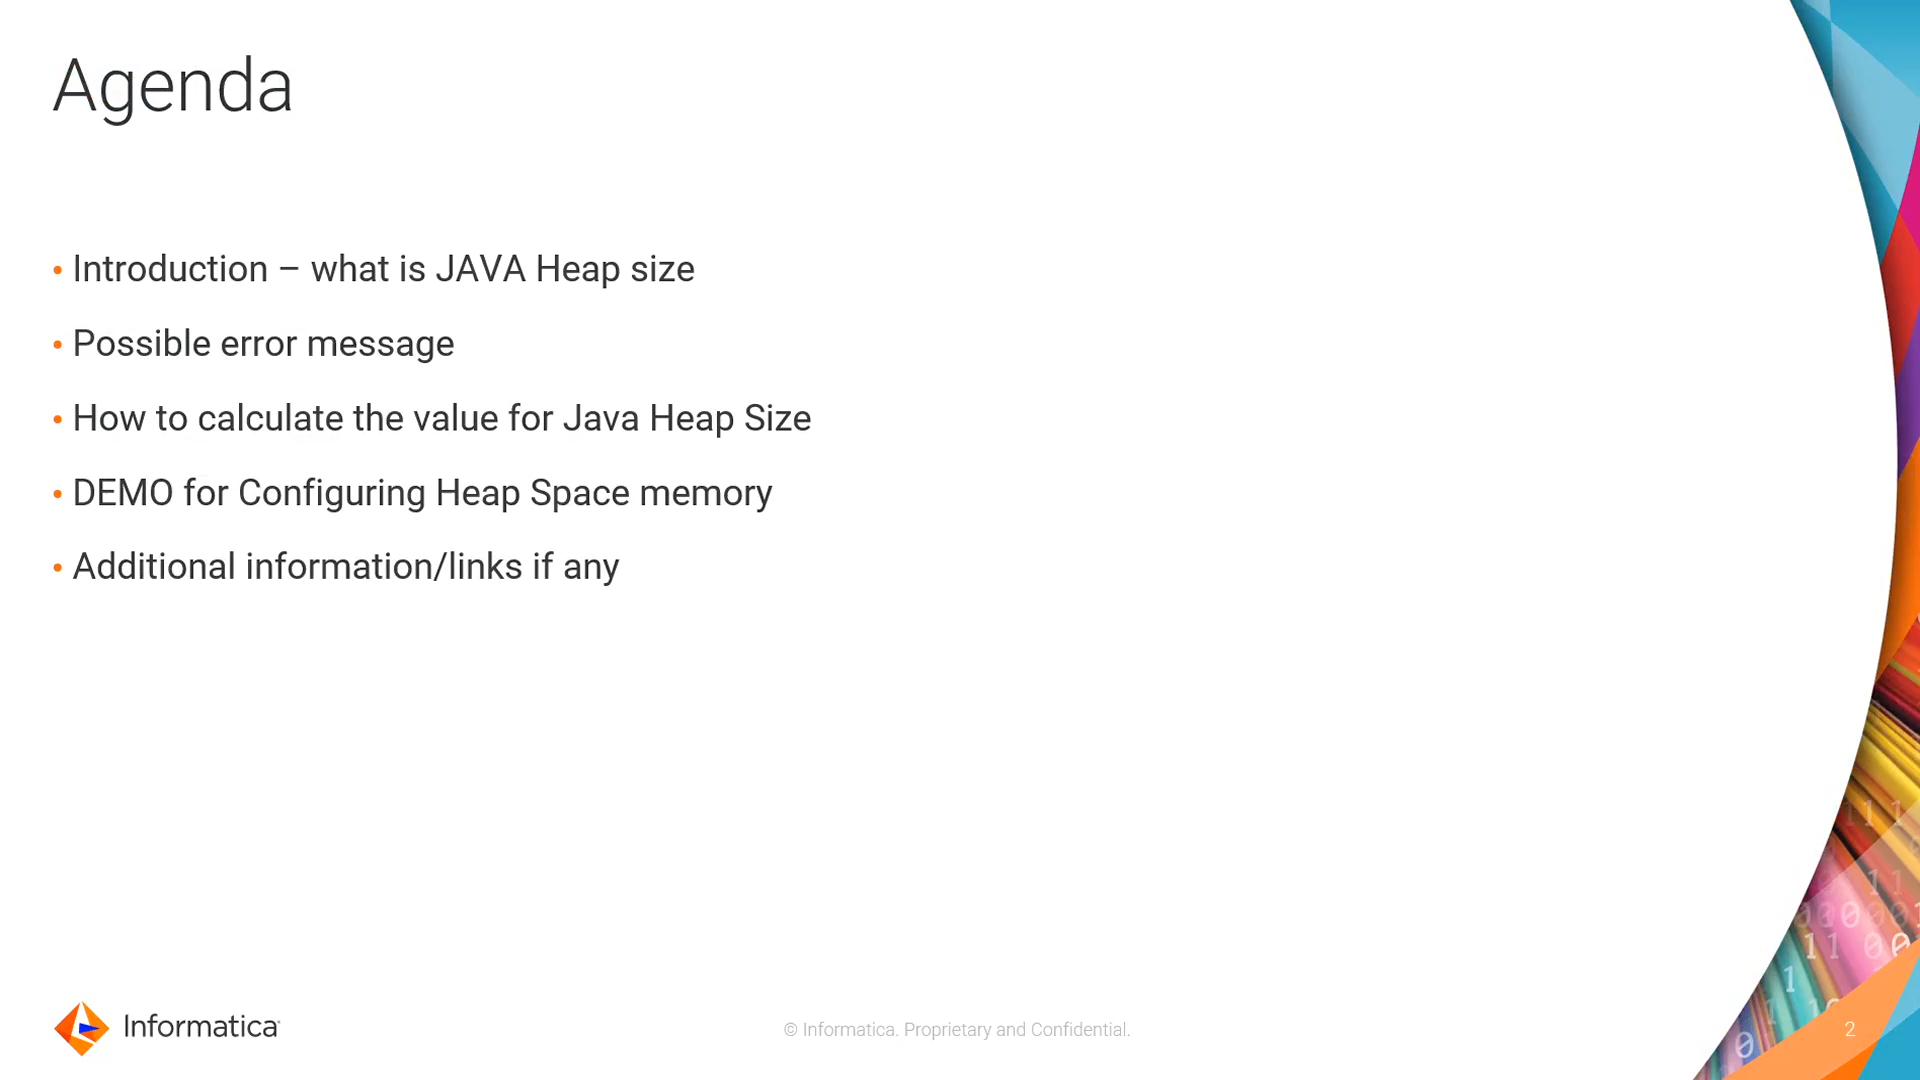 Agenda
• Introduction – what is JAVA Heap size
• Possible error message
• How to calculate the value for Java Heap Size
• DEMO for Configuring Heap Space memory
• Additional information/links if any
Informatica
© Informatica. Proprietary and Confidential.
2